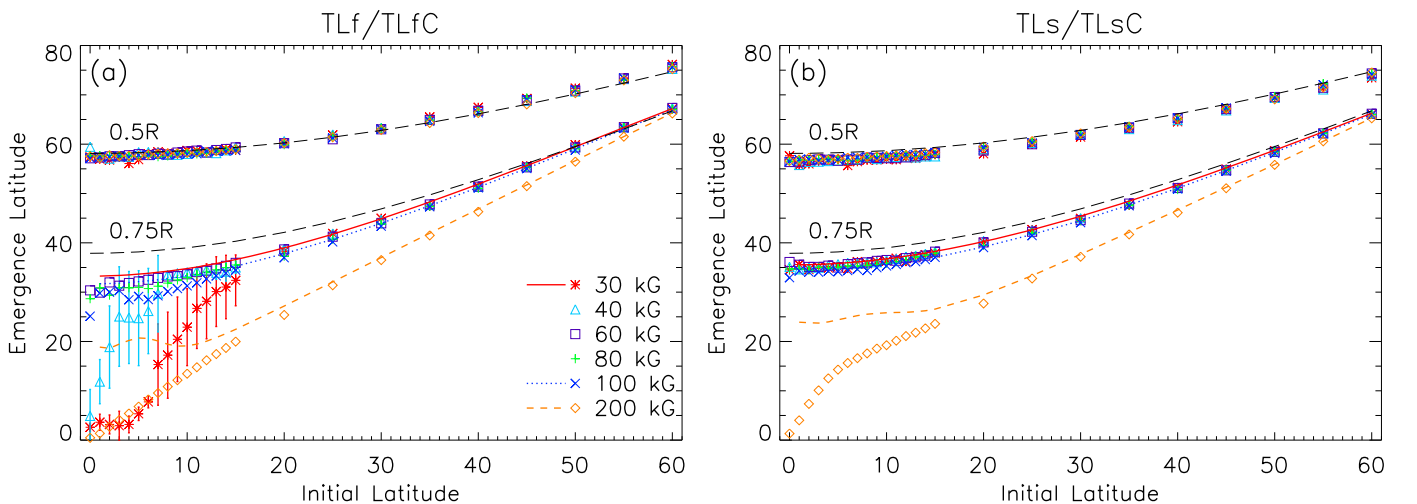 TLf/TLfC
(a)
0.5R
0.75R
30 kG
40 kG
60 kG
80 kG
100 kG
200 kG
Emergence Latitude
0
20
40
60
80
0 10 20 30 40 50 60
Initial Latitude
TLs/TLsC
(b)
0.5R
0.75R
Emergence Latitude
0
20
40
60
80
0 10 20 30 40 50 60
Initial Latitude